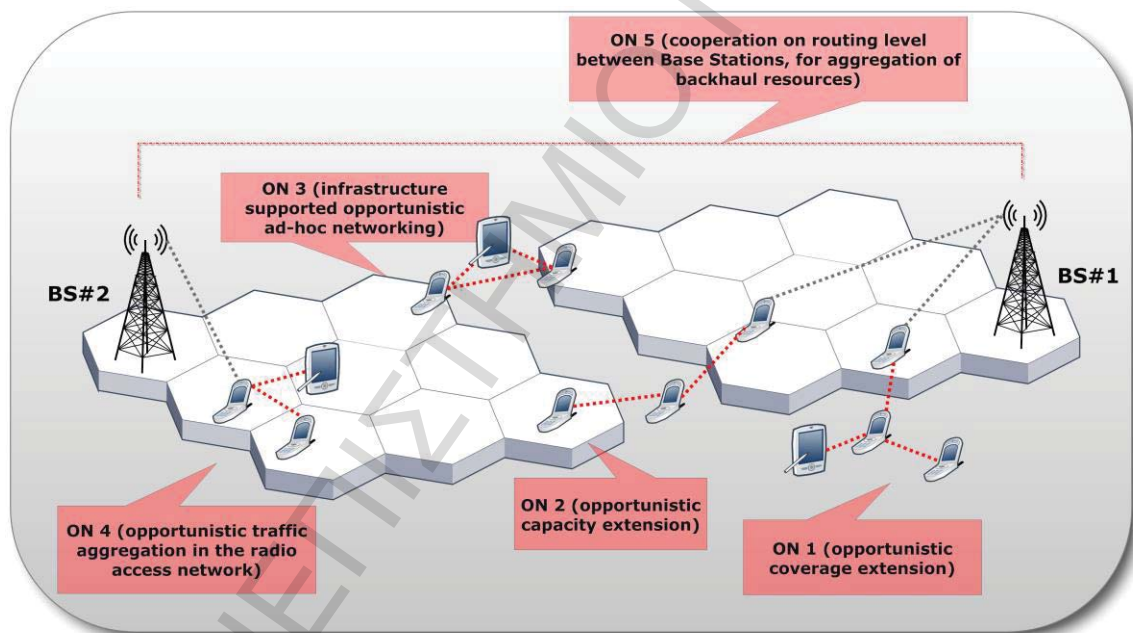 ON 5 (cooperation on routing level
between Base Stations, for aggregation of
backhaul resources)
ON 3 (infrastructure
supported opportunistic
ad-hoc networking)
BS#2
BS#1
ON 2 (opportunistic
capacity extension)
ON 4 (opportunistic traffic
aggregation in the radio
access network)
ON 1 (opportunistic
coverage extension)